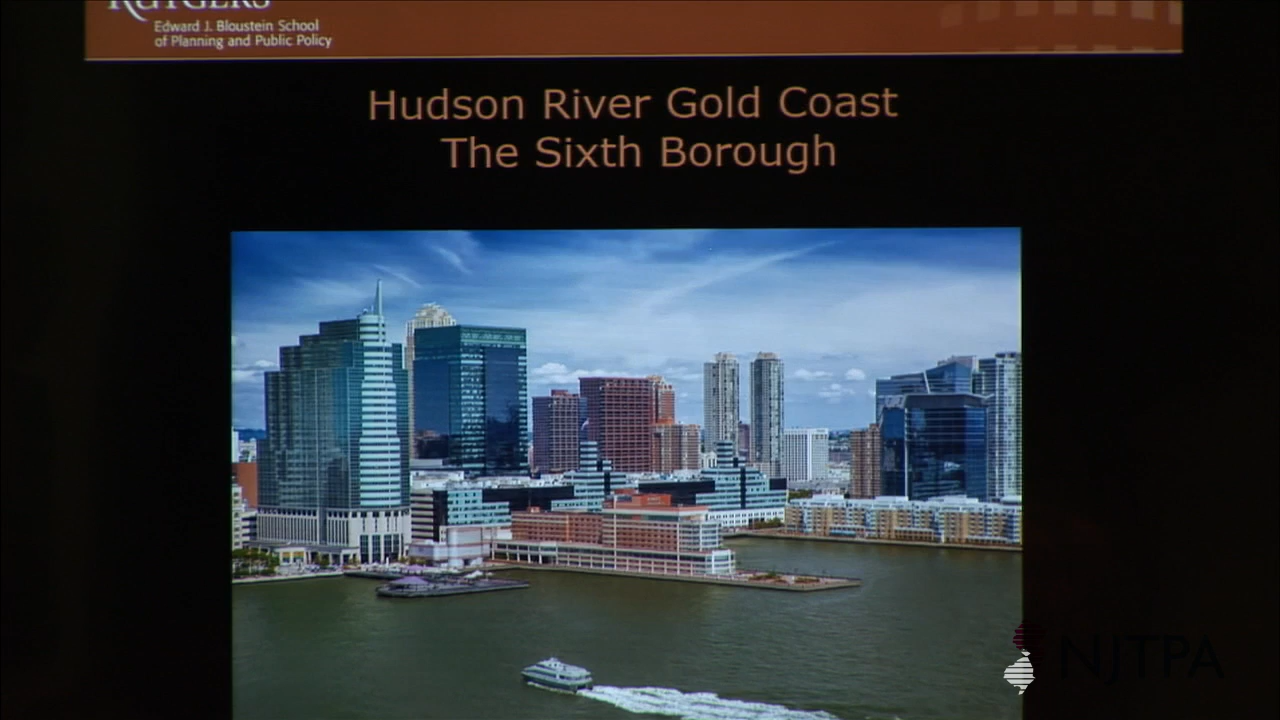 RUTGERS
Edward J. Bloustein School
of Planning and Public Policy
Hudson River Gold Coast
The Sixth Borough
NJTPA